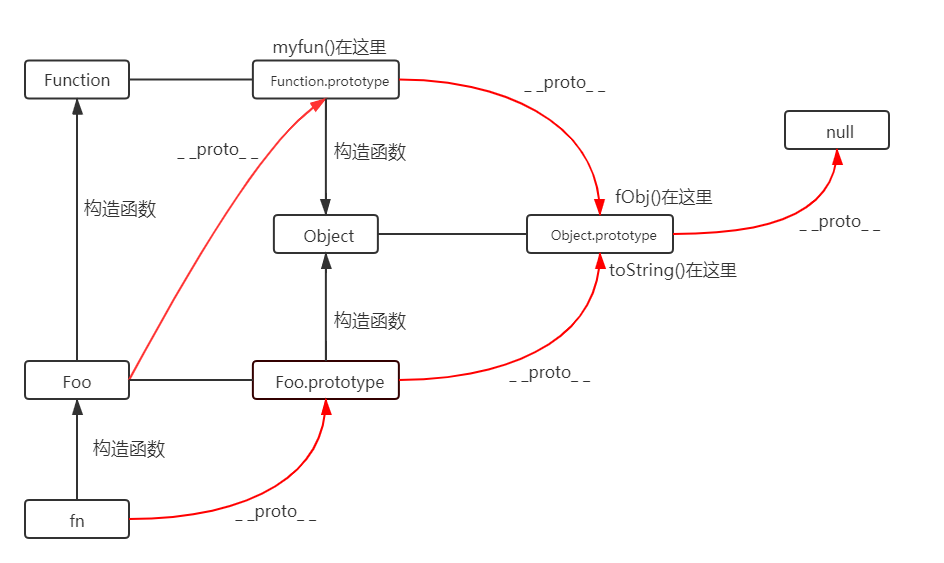 myfun()在这里
Function
Function.prototype
_ _proto_ _
null
_ _proto_ _
构造函数
构造函数
fObj()在这里
_ _proto_ _
Object
Object.prototype
toString()在这里
构造函数
_ _proto_ _
Foo
Foo.prototype
构造函数
_ _proto_ _
fn